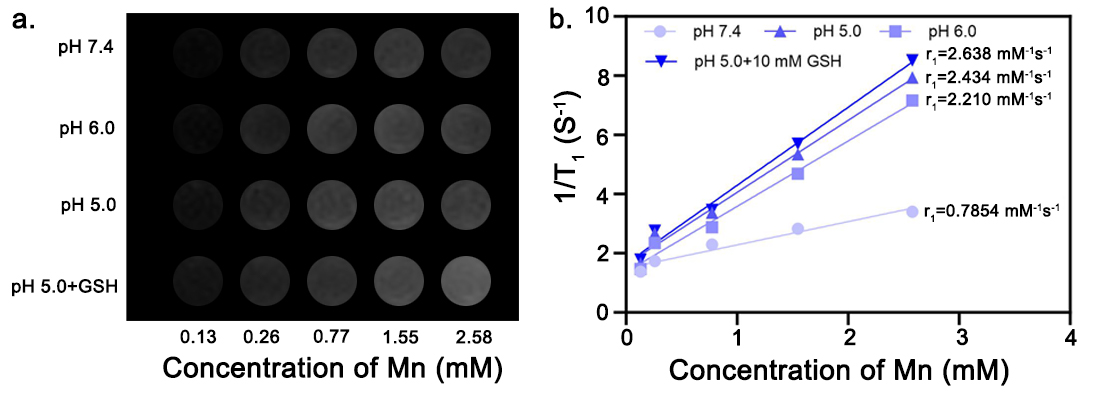 a.
pH 7.4
pH 6.0
pH 5.0
pH 5.0+GSH
0.13 0.26 0.77 1.55 2.58
Concentration of Mn (mM)
b.
10
8
6
4
2
0
1/T₁ (S⁻¹)
pH 7.4 pH 5.0 pH 6.0
pH 5.0+10 mM GSH
r₁=2.638 mM⁻¹s⁻¹
r₁=2.434 mM⁻¹s⁻¹
r₁=2.210 mM⁻¹s⁻¹
r₁=0.7854 mM⁻¹s⁻¹
0 1 2 3 4
Concentration of Mn (mM)